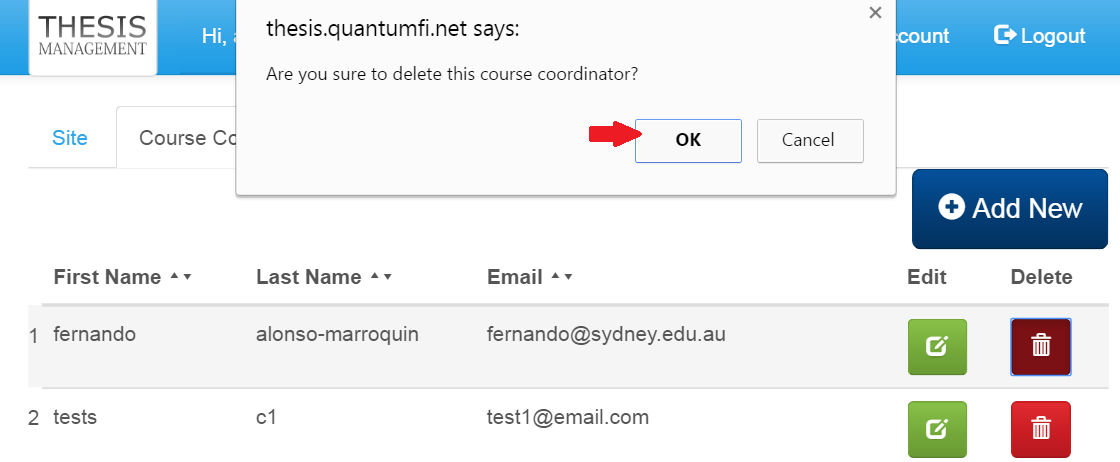 THESIS
MANAGEMENT
Hi,
count
Logout
thesis.quantumfi.net says:
Are you sure to delete this course coordinator?
OK
Cancel
Site
Course Co
Add New
First Name
Last Name
Email
Edit
Delete
1
fernando
alonso-marroquin
fernando@sydney.edu.au
2
tests
c1
test1@email.com